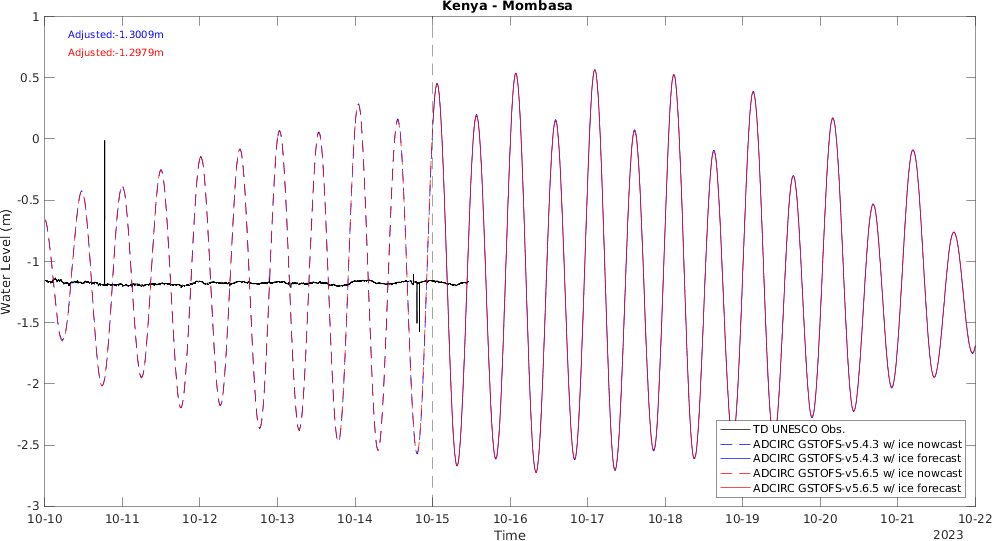 Kenya - Mombasa
Adjusted:-1.3009m
Adjusted:-1.2979m
1
0.5
0
-0.5
-1
-1.5
-2
-2.5
-3
Water Level (m)
TD UNESCO Obs.
ADCIRC GSTOFS-v5.4.3 w/ ice nowcast
ADCIRC GSTOFS-v5.4.3 w/ ice forecast
ADCIRC GSTOFS-v5.6.5 w/ ice nowcast
ADCIRC GSTOFS-v5.6.5 w/ ice forecast
10-10 10-11 10-12 10-13 10-14 10-15 10-16 10-17 10-18 10-19 10-20 10-21 10-22
Time
2023